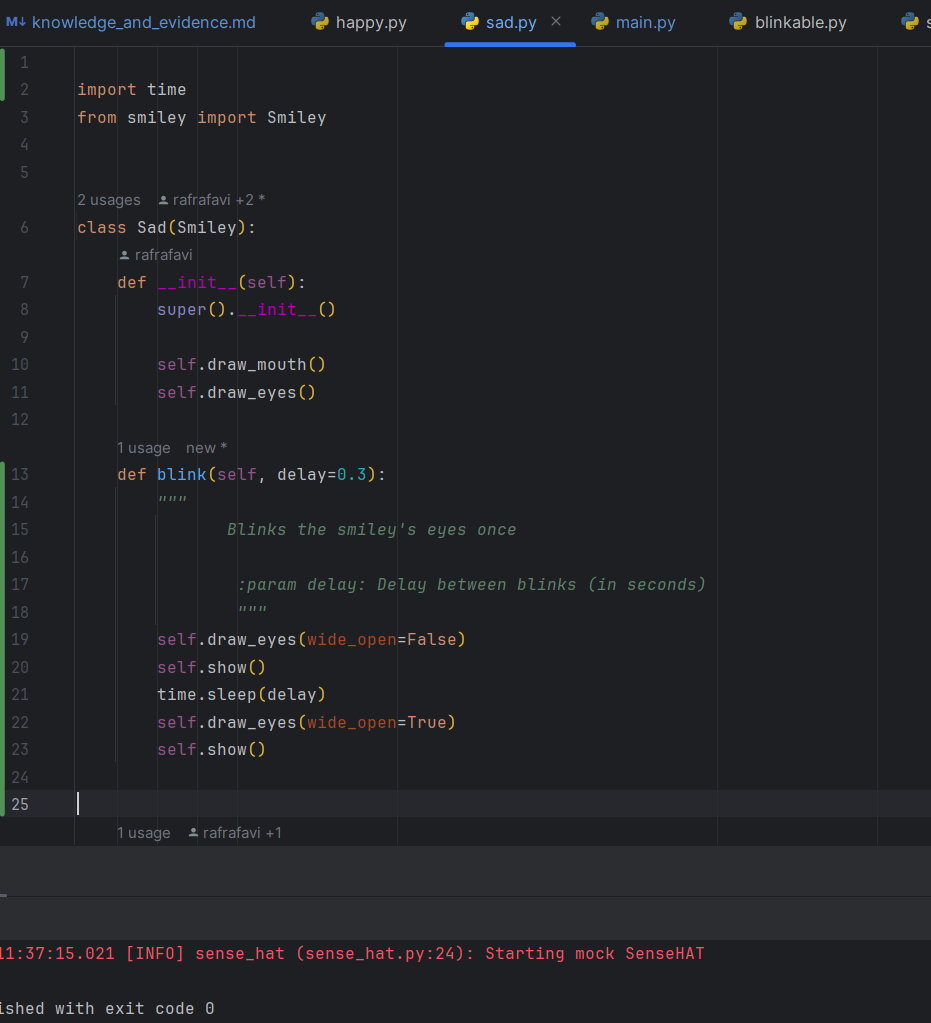 M↓ knowledge_and_evidence.md happy.py sad.py × main.py blinkable.py
1
2 import time
3 from smiley import Smiley
4
5
2 usages rafrafavi +2 *
6 class Sad(Smiley):
rafrafavi
7 def __init__(self):
8 super().__init__()
9
10 self.draw_mouth()
11 self.draw_eyes()
12
1 usage new *
13 def blink(self, delay=0.3):
14 """
15 Blinks the smiley's eyes once
16
17 :param delay: Delay between blinks (in seconds)
18 """
19 self.draw_eyes(wide_open=False)
20 self.show()
21 time.sleep(delay)
22 self.draw_eyes(wide_open=True)
23 self.show()
24
25
1 usage rafrafavi +1
11:37:15.021 [INFO] sense_hat (sense_hat.py:24): Starting mock SenseHAT
ished with exit code 0